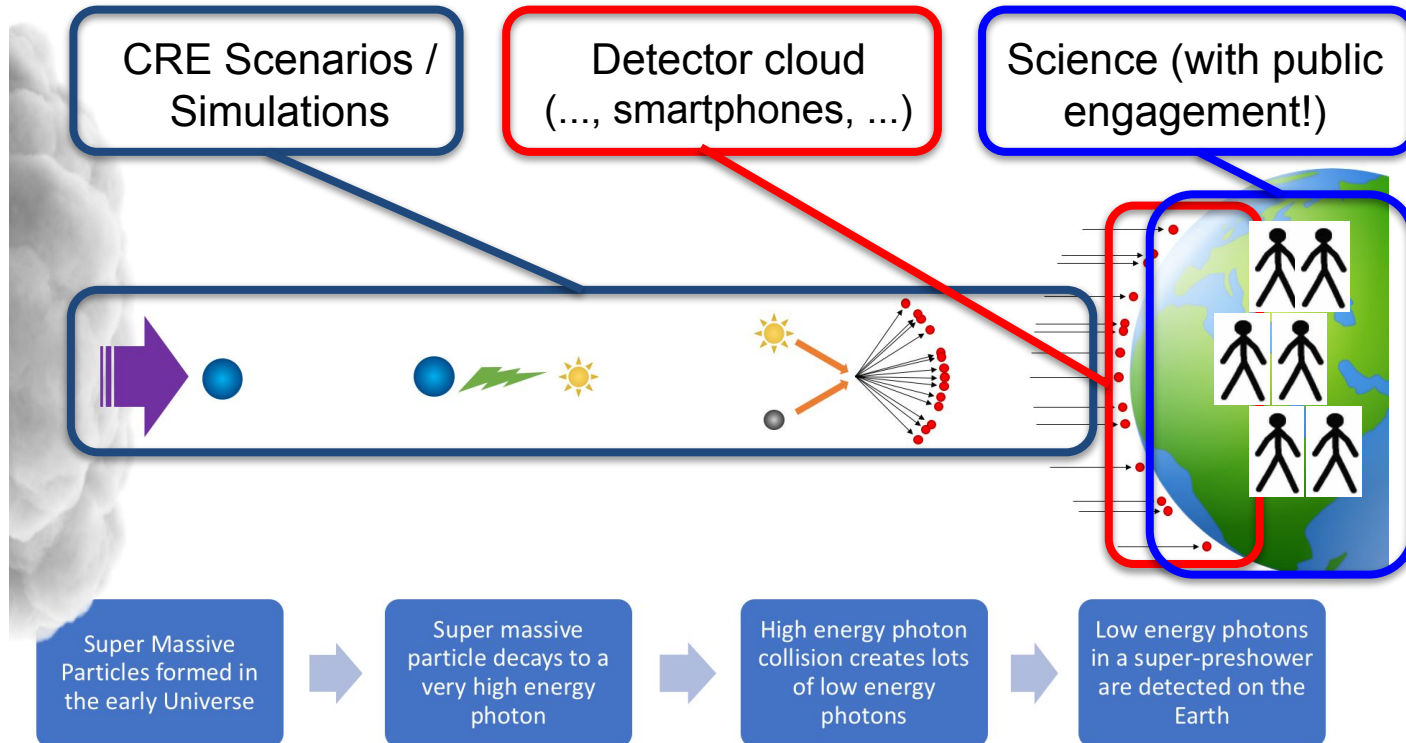 CRE Scenarios /
Simulations
Detector cloud
(..., smartphones, ...)
Science (with public
engagement!)
Super Massive
Particles formed in
the early Universe
Super massive
particle decays to a
very high energy
photon
High energy photon
collision creates lots
of low energy
photons
Low energy photons
in a super-preshower
are detected on the
Earth